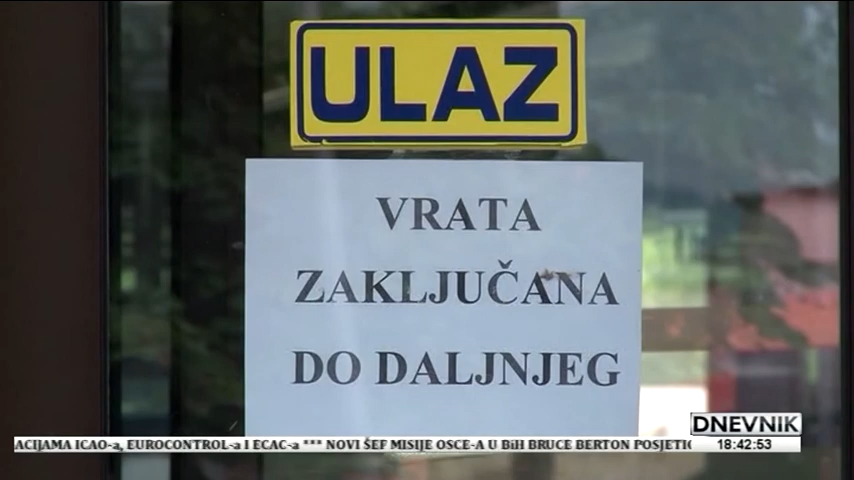 ULAZ
VRATA
ZAKLJUČANA
DO DALJNJEG
DNEVNIK
ACIJAMA ICAO-a, EUROCONTROL-a I ECAC-a *** NOVI ŠEF MISIJE OSCE-A U BiH BRUCE BERTON POSJETI
18:42:53